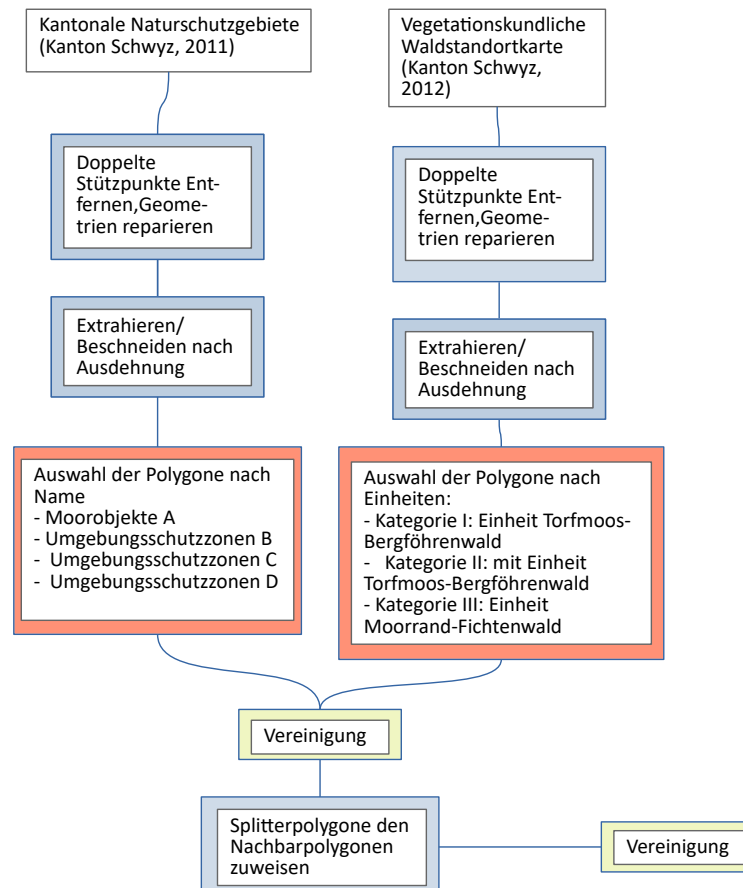 Kantonale Naturschutzgebiete
(Kanton Schwyz, 2011)
Vegetationskundliche
Waldstandortkarte
(Kanton Schwyz,
2012)
Doppelte
Stützpunkte Ent-
fernen,Geome-
trien reparieren
Doppelte
Stützpunkte Ent-
fernen,Geome-
trien reparieren
Extrahieren/
Beschneiden nach
Ausdehnung
Extrahieren/
Beschneiden nach
Ausdehnung
Auswahl der Polygone nach
Name
- Moorobjekte A
- Umgebungsschutzzonen B
- Umgebungsschutzzonen C
- Umgebungsschutzzonen D
Auswahl der Polygone nach
Einheiten:
- Kategorie I: Einheit Torfmoos-
Bergföhrenwald
- Kategorie II: mit Einheit
Torfmoos-Bergföhrenwald
- Kategorie III: Einheit
Moorrand-Fichtenwald
Vereinigung
Splitterpolygone den
Nachbarpolygonen
zuweisen
Vereinigung